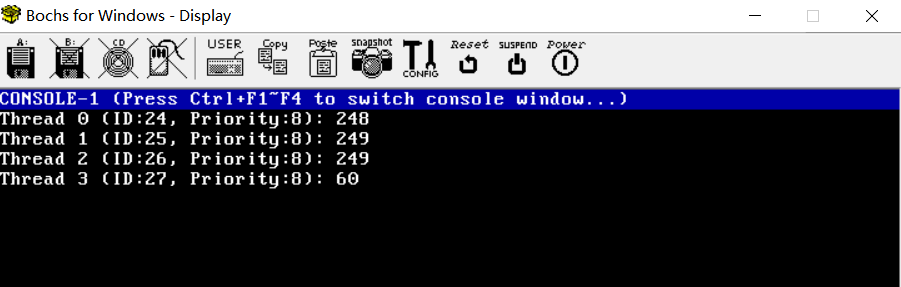 Bochs for Windows - Display
A: B: CD USER Copy Poste snapshot CONFIG Reset SUSPEND Power
CONSOLE-1 (Press Ctrl+F1~F4 to switch console window...)
Thread 0 (ID:24, Priority:8): 248
Thread 1 (ID:25, Priority:8): 249
Thread 2 (ID:26, Priority:8): 249
Thread 3 (ID:27, Priority:8): 60